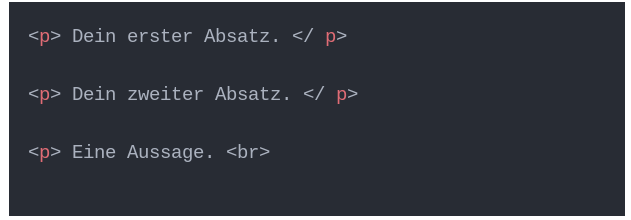 <p> Dein erster Absatz. </ p>
<p> Dein zweiter Absatz. </ p>
<p> Eine Aussage. <br>